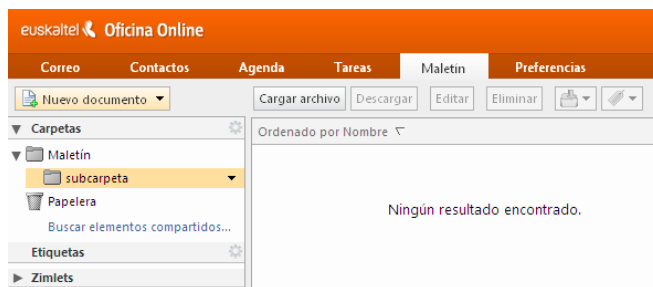 euskaltel Oficina Online
Correo Contactos Agenda Tareas Maletín Preferencias
Nuevo documento Cargar archivo Descargar Editar Eliminar
Carpetas
Ordenado por Nombre
Maletín
subcarpeta
Papelera
Ningún resultado encontrado.
Buscar elementos compartidos...
Etiquetas
Zimlets